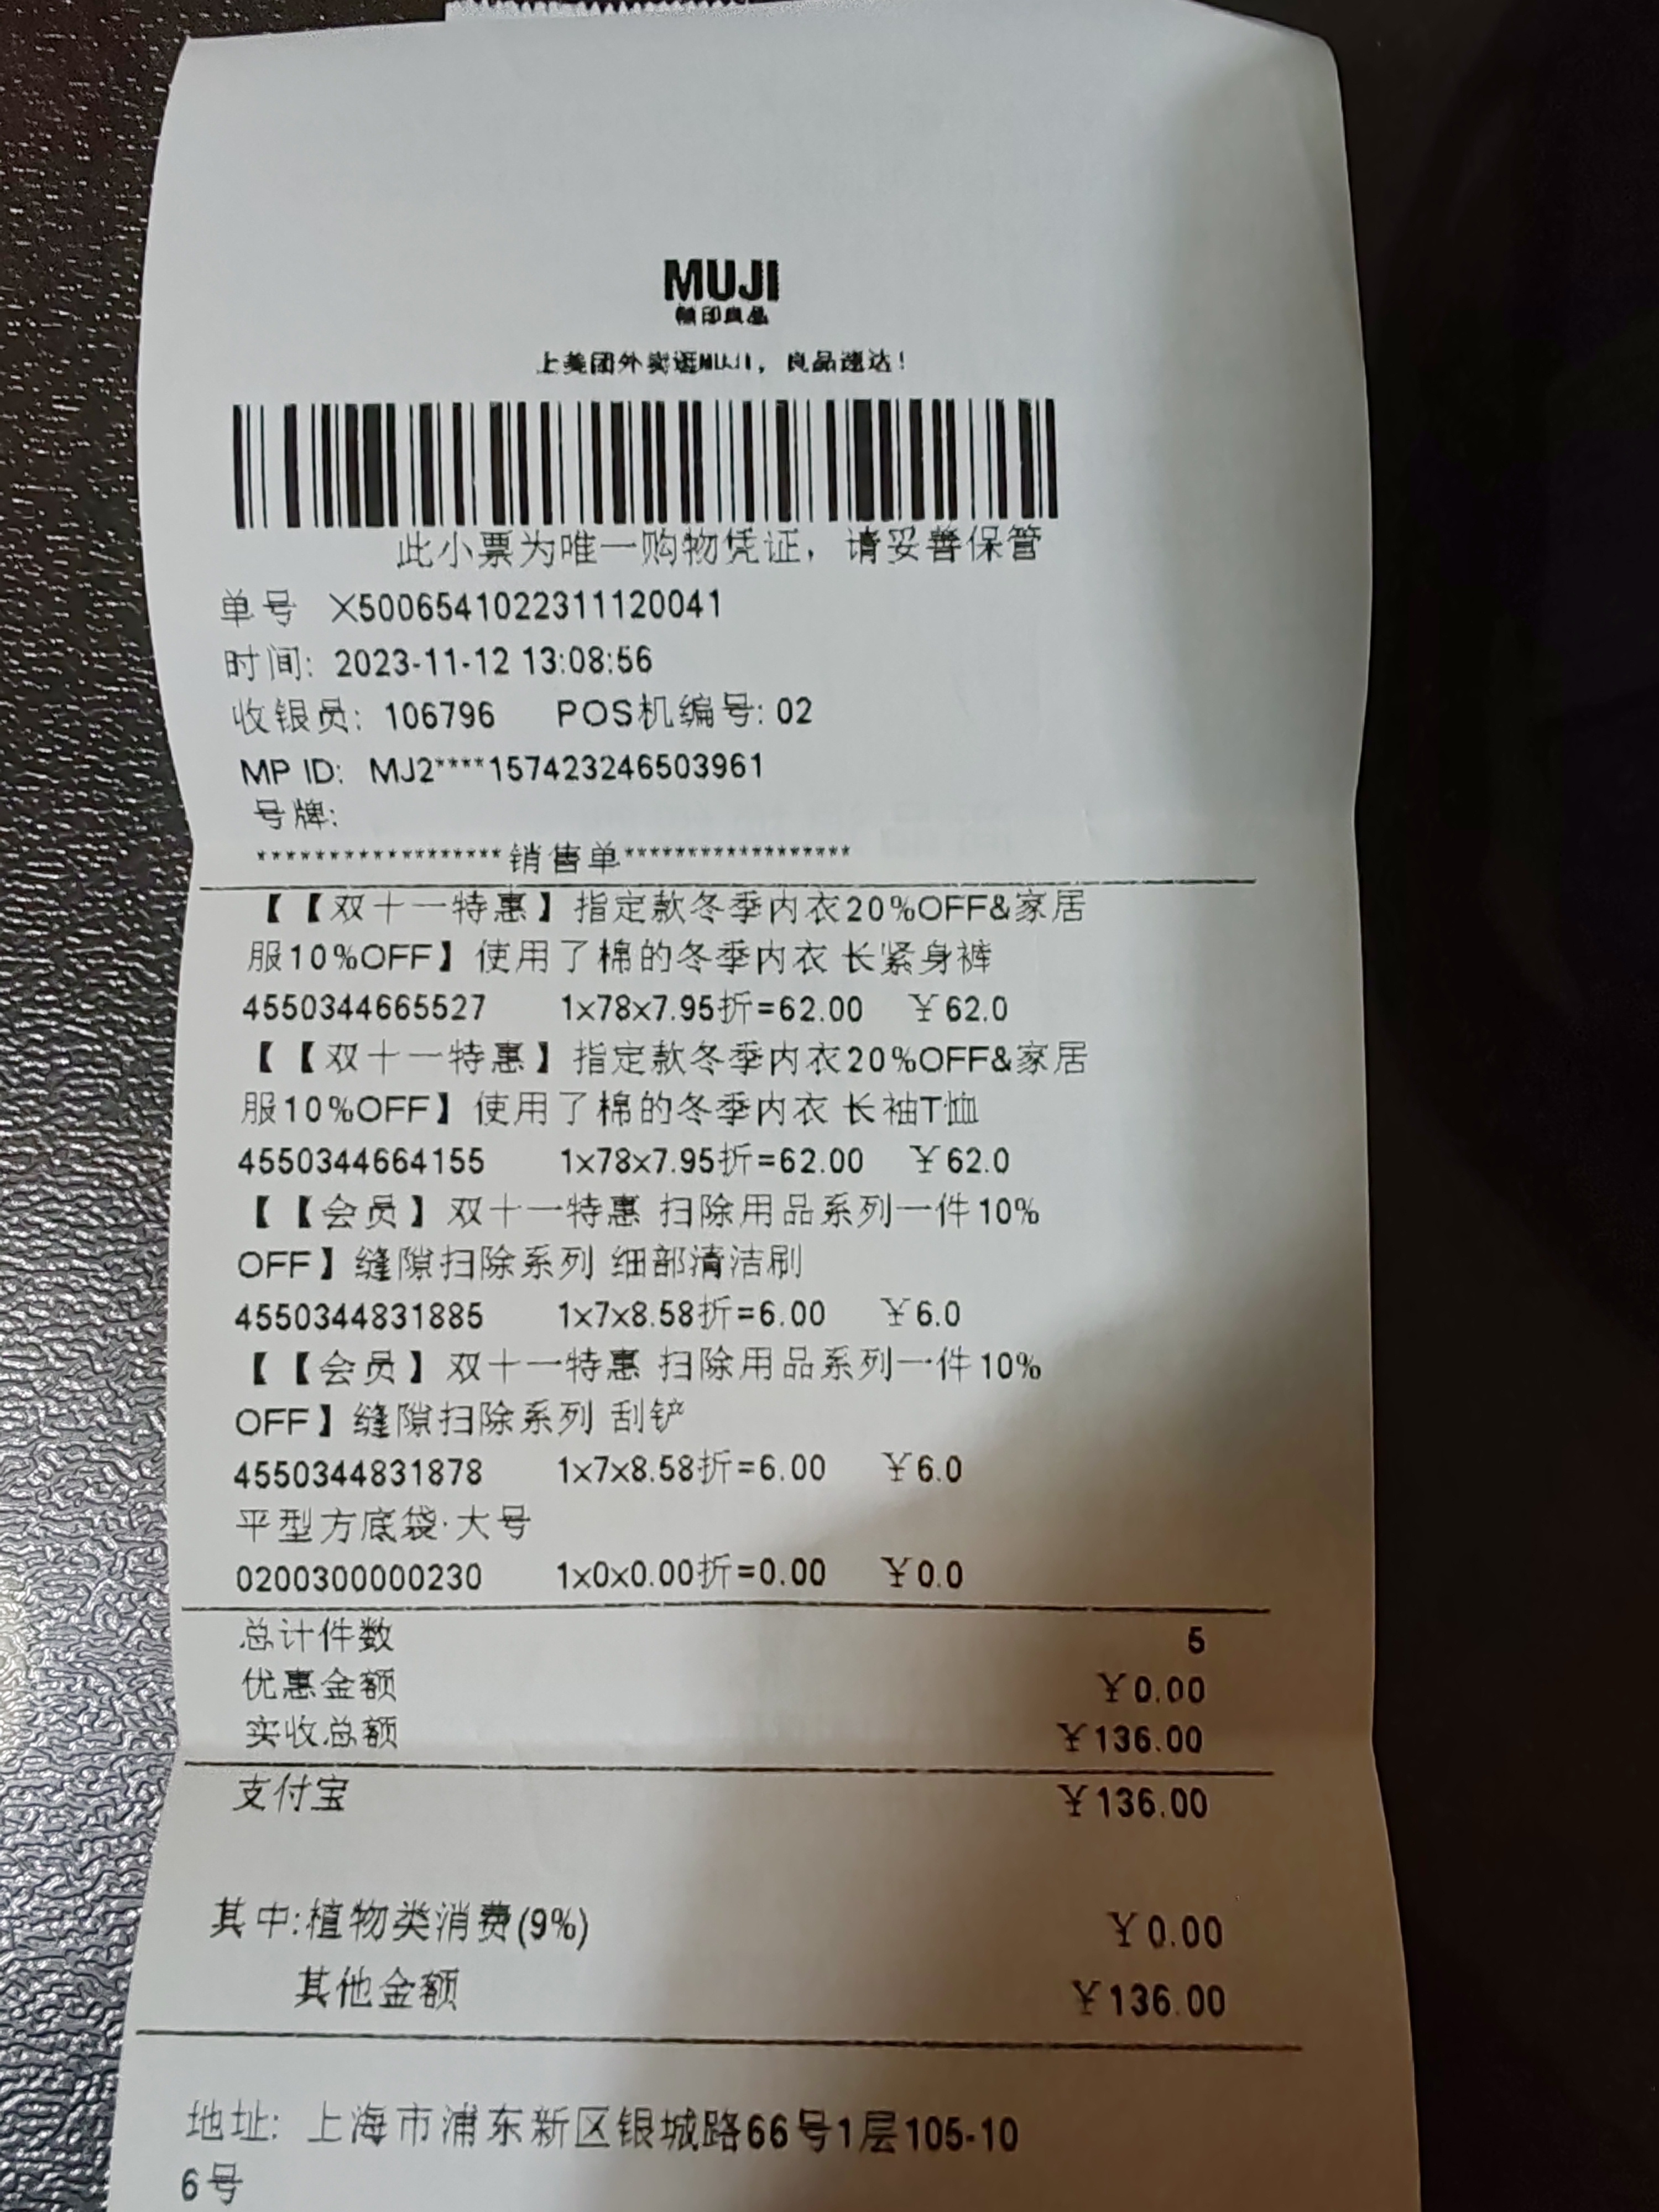 MUJI
無印良品
上美团外卖逛MUJI，良品速达！
此小票为唯一购物凭证，请妥善保管
单号 X5006541022311120041
时间: 2023-11-12 13:08:56
收银员: 106796 POS机编号: 02
MP ID: MJ2****157423246503961
号牌:
******************销售单******************
【【双十一特惠】指定款冬季内衣20%OFF&家居
服10%OFF】使用了棉的冬季内衣 长紧身裤
4550344665527 1x78x7.95折=62.00 ￥62.0
【【双十一特惠】指定款冬季内衣20%OFF&家居
服10%OFF】使用了棉的冬季内衣 长袖T恤
4550344664155 1x78x7.95折=62.00 ￥62.0
【【会员】双十一特惠 扫除用品系列一件10%
OFF】缝隙扫除系列 细部清洁刷
4550344831885 1x7x8.58折=6.00 ￥6.0
【【会员】双十一特惠 扫除用品系列一件10%
OFF】缝隙扫除系列 刮铲
4550344831878 1x7x8.58折=6.00 ￥6.0
平型方底袋·大号
0200300000230 1x0x0.00折=0.00 ￥0.0
总计件数 5
优惠金额 ￥0.00
实收总额 ￥136.00
支付宝 ￥136.00
其中:植物类消费(9%) ￥0.00
其他金额 ￥136.00
地址: 上海市浦东新区银城路66号1层105-10
6号